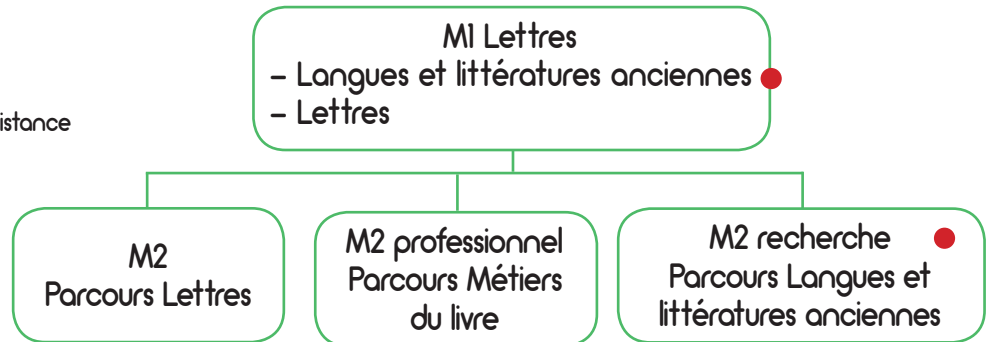 M1 Lettres
– Langues et littératures anciennes
– Lettres
istance
M2
Parcours Lettres
M2 professionnel
Parcours Métiers
du livre
M2 recherche
Parcours Langues et
littératures anciennes